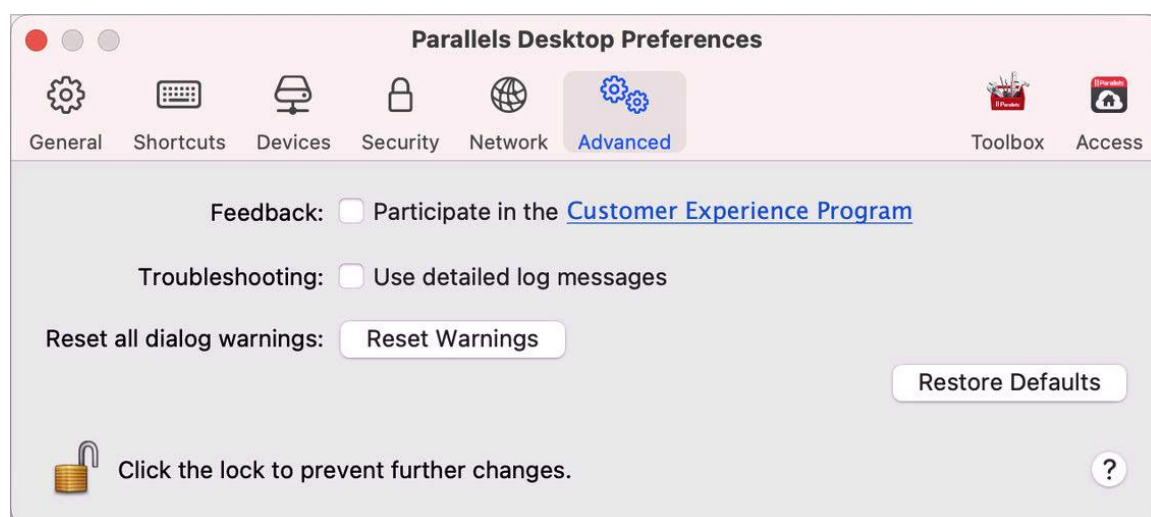 Parallels Desktop Preferences
General Shortcuts Devices Security Network Advanced Toolbox Access
Feedback: Participate in the Customer Experience Program
Troubleshooting: Use detailed log messages
Reset all dialog warnings: Reset Warnings
Restore Defaults
Click the lock to prevent further changes. ?